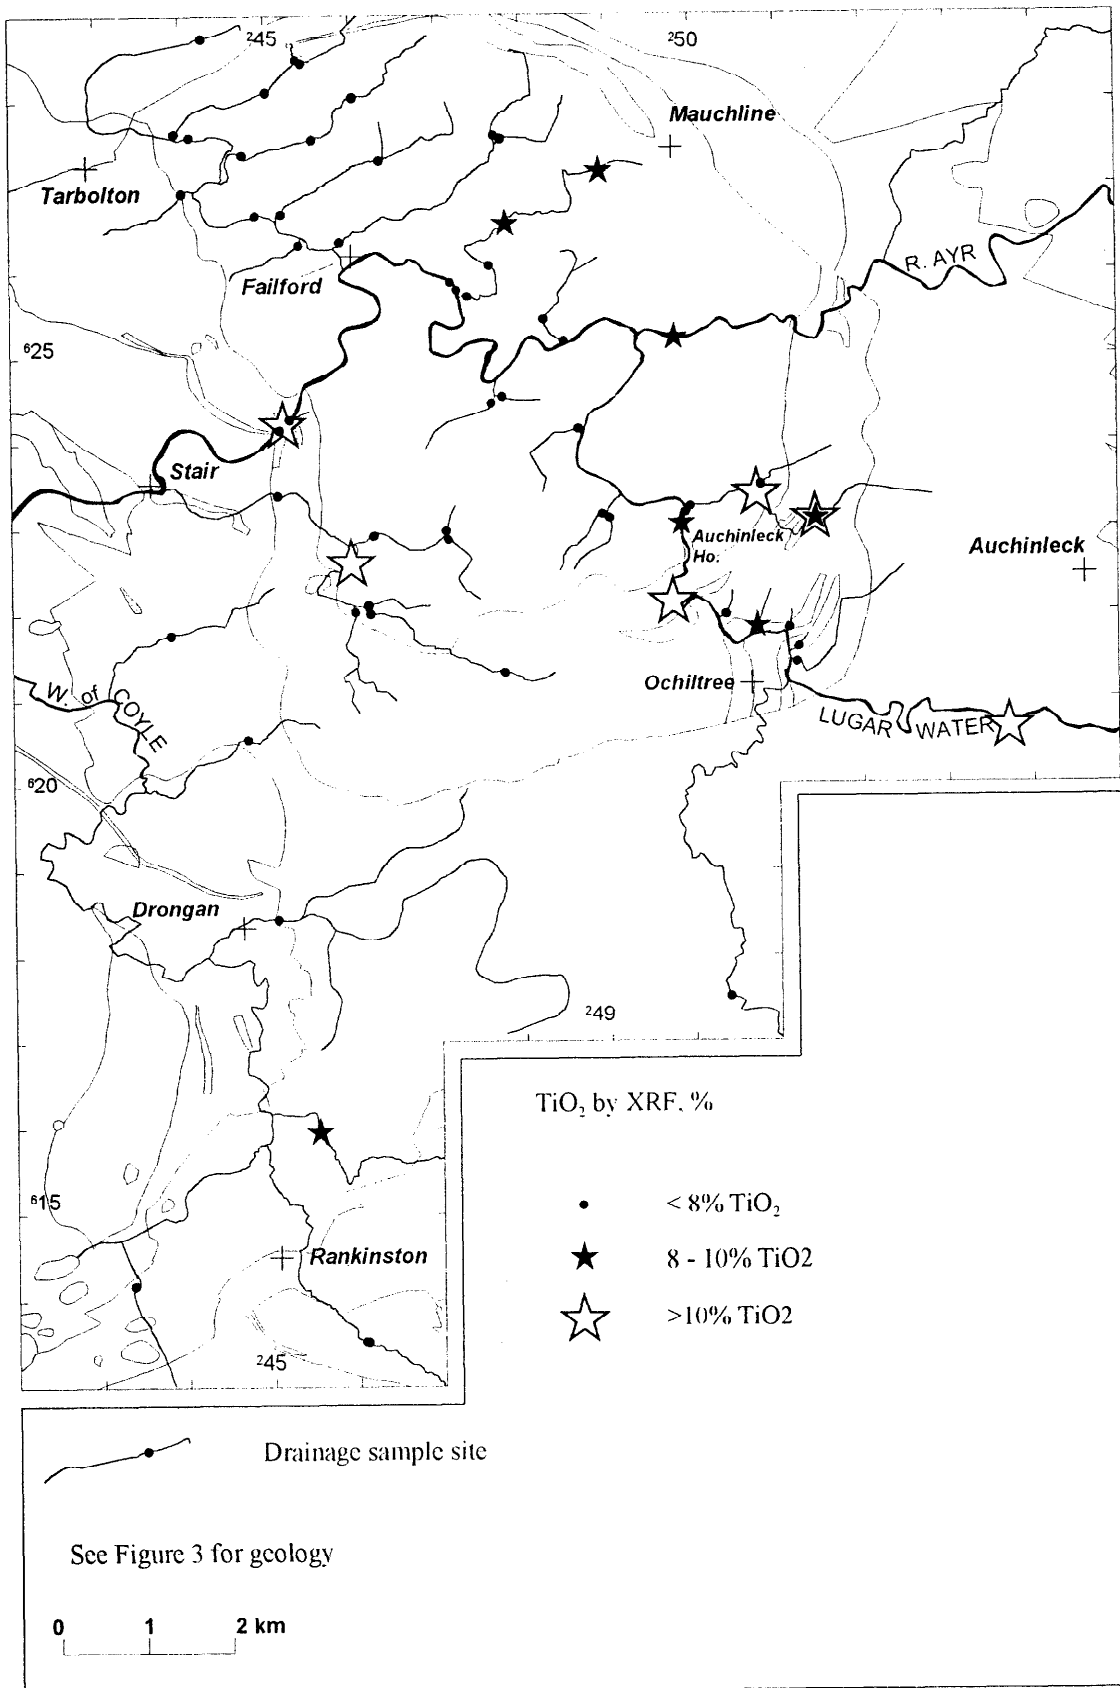 ²45
²50
Mauchline
Tarbolton
R. AYR
Failford
⁶25
Stair
Auchinleck
Ho.
Auchinleck
Ochiltree
W. of COYLE
LUGAR WATER
⁶20
Drongan
²49
TiO₂ by XRF, %
⁶15
< 8% TiO₂
8 - 10% TiO2
Rankinston
>10% TiO2
²45
Drainage sample site
See Figure 3 for geology
0 1 2 km